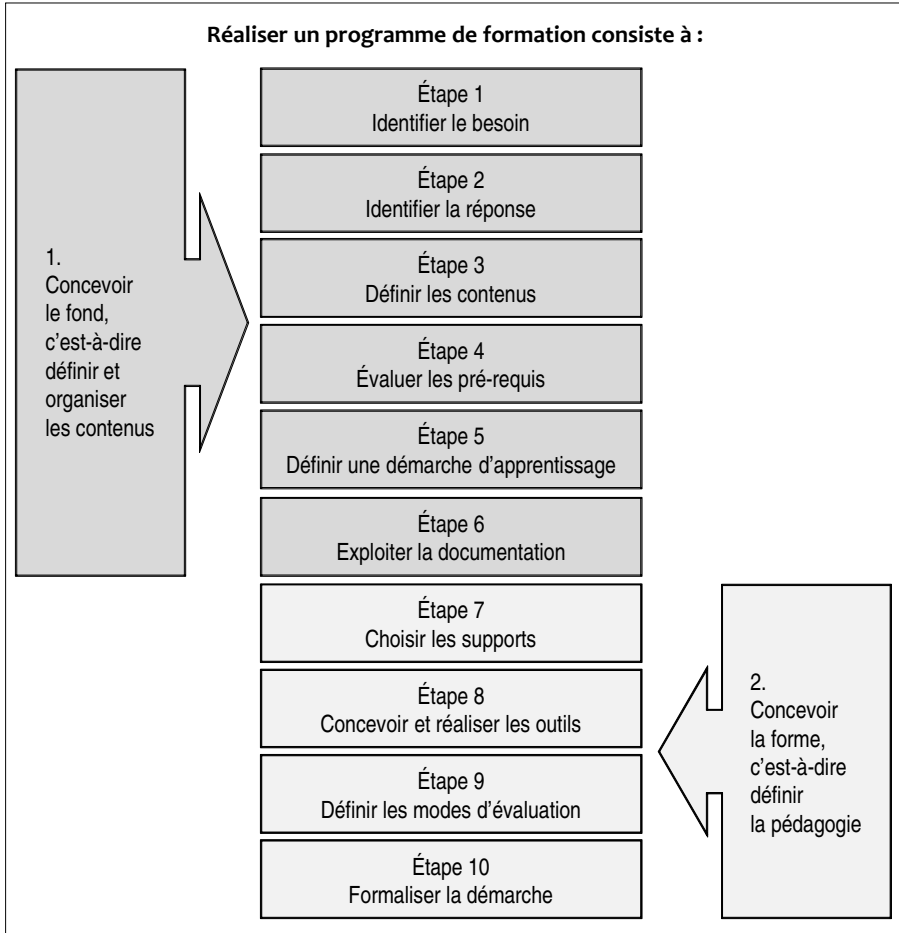 Réaliser un programme de formation consiste à :
1.
Concevoir
le fond,
c'est-à-dire
définir et
organiser
les contenus
Étape 1
Identifier le besoin
Étape 2
Identifier la réponse
Étape 3
Définir les contenus
Étape 4
Évaluer les pré-requis
Étape 5
Définir une démarche d'apprentissage
Étape 6
Exploiter la documentation
Étape 7
Choisir les supports
Étape 8
Concevoir et réaliser les outils
Étape 9
Définir les modes d'évaluation
Étape 10
Formaliser la démarche
2.
Concevoir
la forme,
c'est-à-dire
définir
la pédagogie